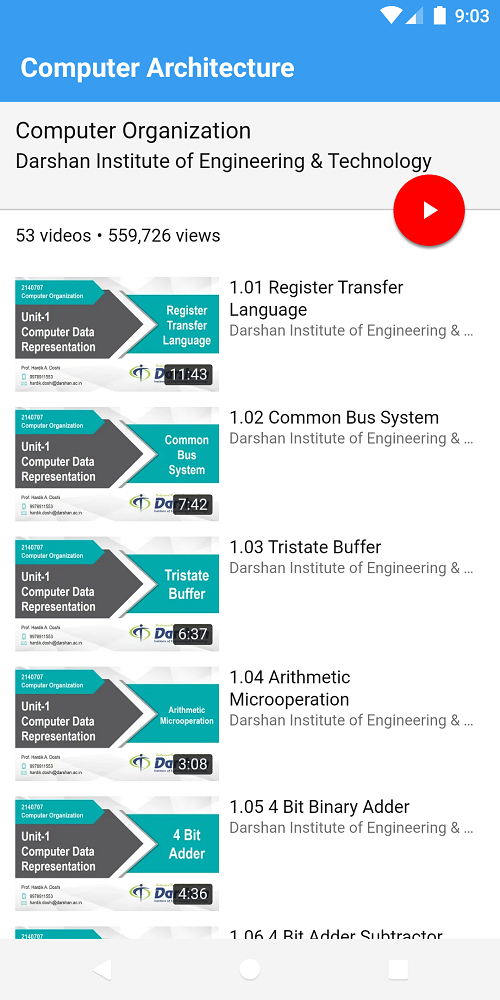 9:03
Computer Architecture
Computer Organization
Darshan Institute of Engineering & Technology
53 videos • 559,726 views
2140707
Computer Organization
Unit-1
Computer Data
Representation
Register
Transfer
Language
Prof. Hardik A. Doshi
9978911553
hardik.doshi@darshan.ac.in
11:43
1.01 Register Transfer
Language
Darshan Institute of Engineering & ...
2140707
Computer Organization
Unit-1
Computer Data
Representation
Common
Bus
System
Prof. Hardik A. Doshi
9978911553
hardik.doshi@darshan.ac.in
7:42
1.02 Common Bus System
Darshan Institute of Engineering & ...
2140707
Computer Organization
Unit-1
Computer Data
Representation
Tristate
Buffer
Prof. Hardik A. Doshi
9978911553
hardik.doshi@darshan.ac.in
6:37
1.03 Tristate Buffer
Darshan Institute of Engineering & ...
2140707
Computer Organization
Unit-1
Computer Data
Representation
Arithmetic
Microoperation
Prof. Hardik A. Doshi
9978911553
hardik.doshi@darshan.ac.in
3:08
1.04 Arithmetic
Microoperation
Darshan Institute of Engineering & ...
2140707
Computer Organization
Unit-1
Computer Data
Representation
4 Bit
Adder
Prof. Hardik A. Doshi
9978911553
hardik.doshi@darshan.ac.in
4:36
1.05 4 Bit Binary Adder
Darshan Institute of Engineering & ...
2140707
1.06 4 Bit Adder Subtractor